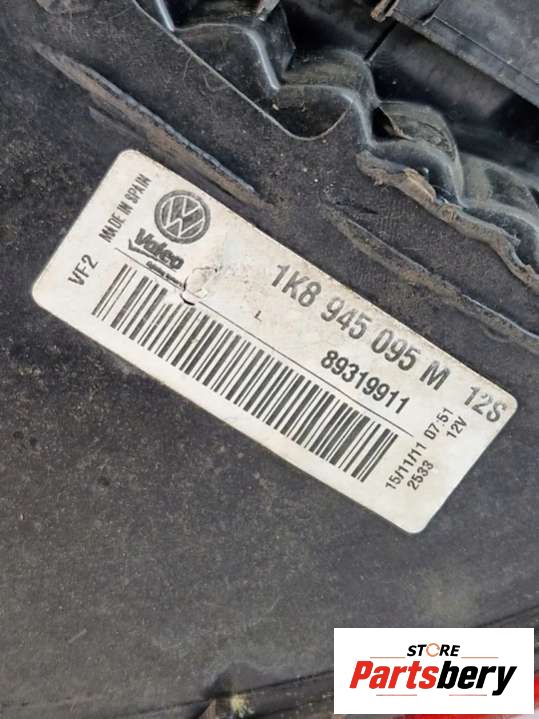 VF2 MADE IN SPAIN
Valeo
1K8 945 095 M 12S
L
89319911
15/11/11 07:51
2533 12V
STORE
Partsbery